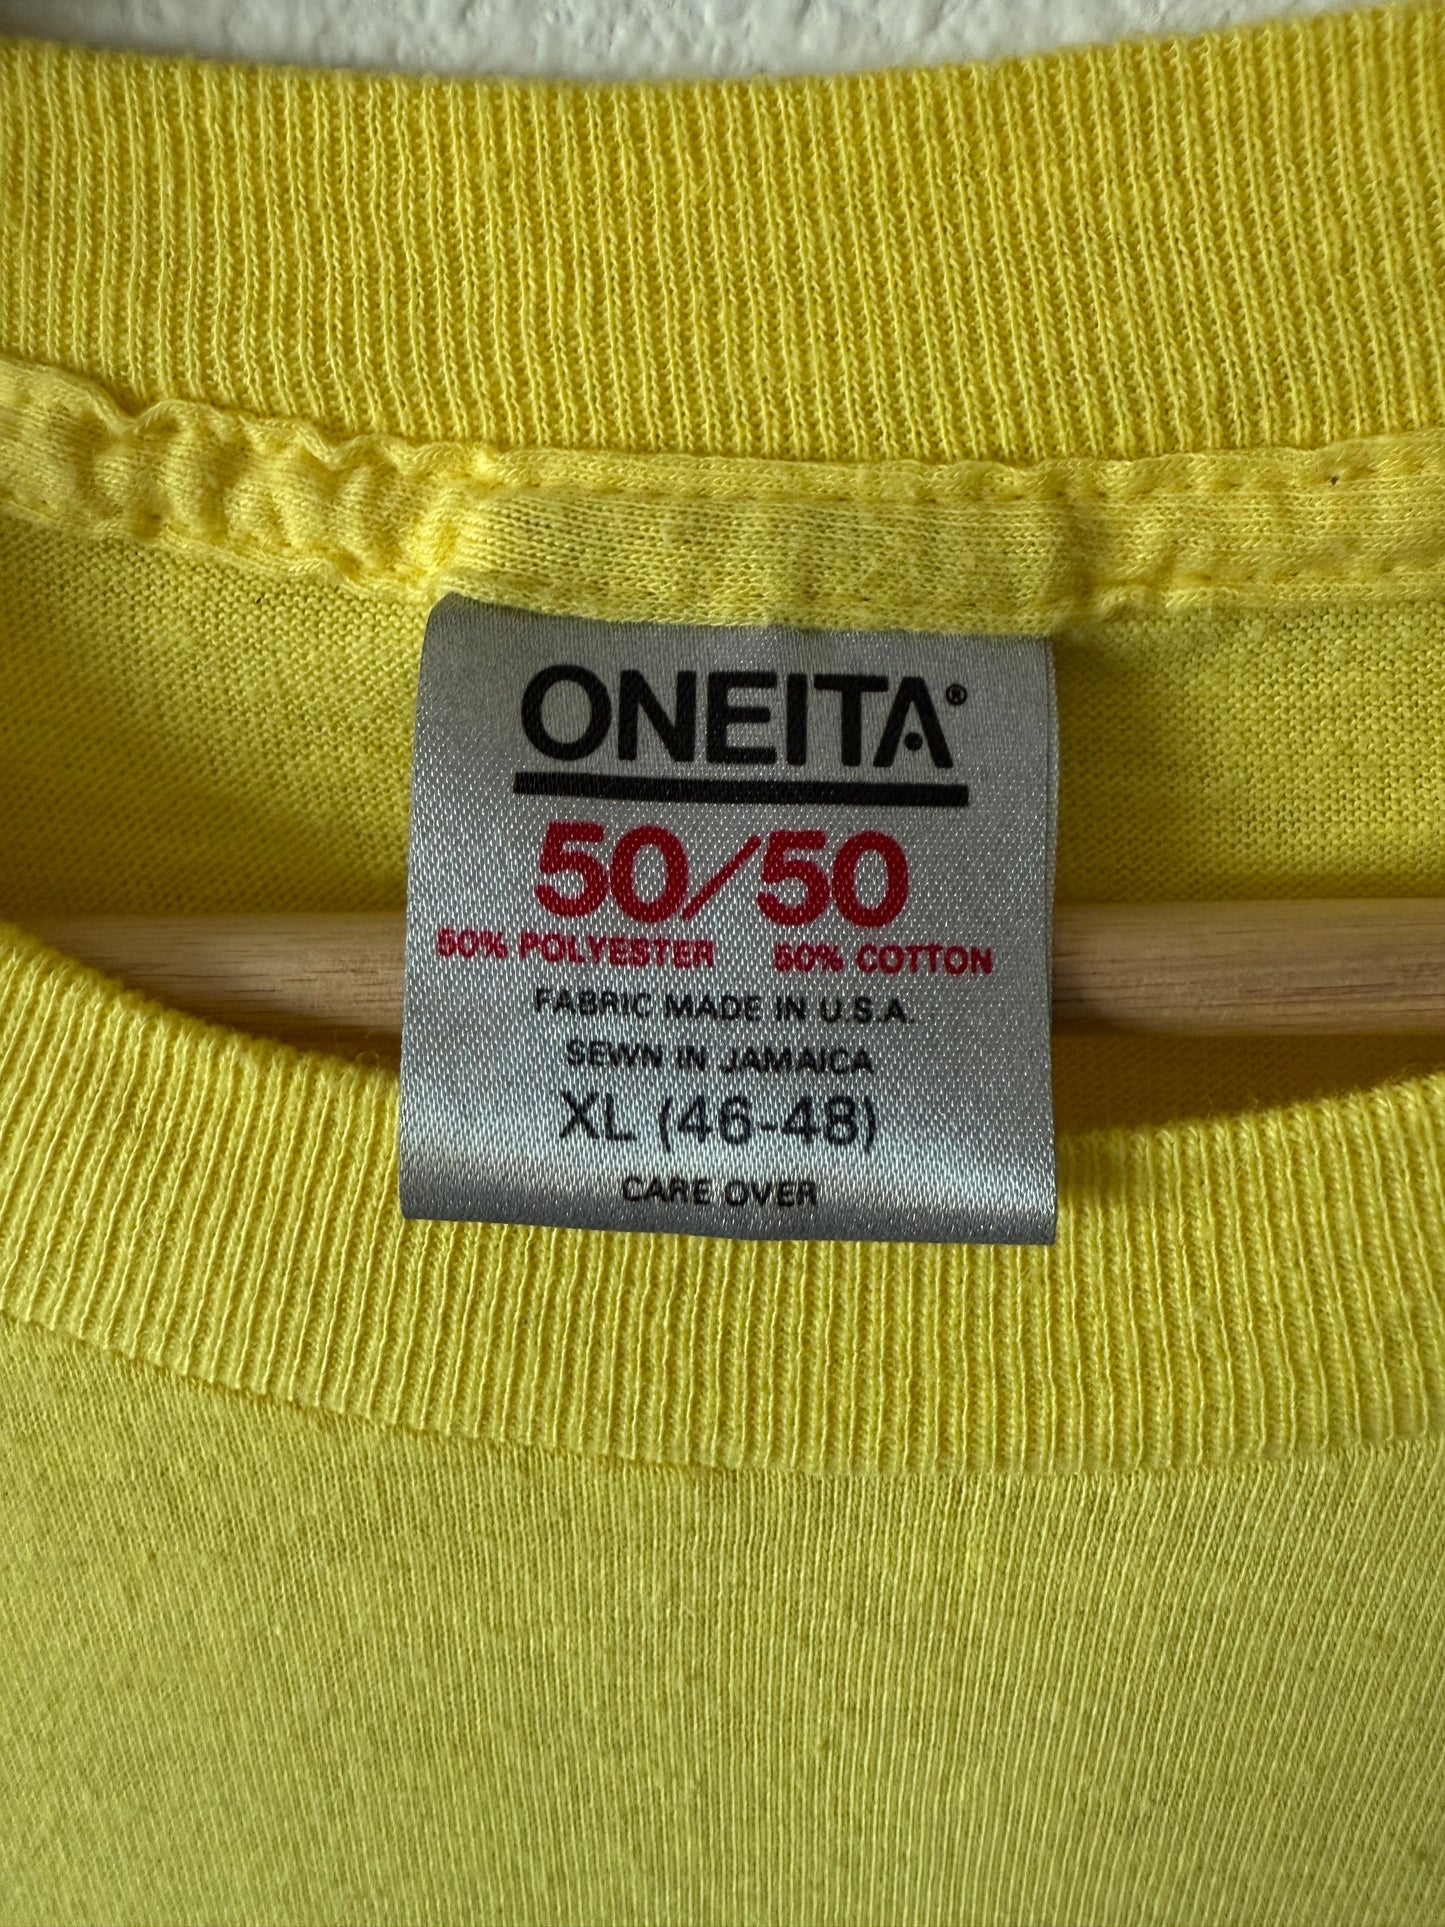 ONEITA®
50/50
50% POLYESTER 50% COTTON
FABRIC MADE IN U.S.A.
SEWN IN JAMAICA
XL (46-48)
CARE OVER